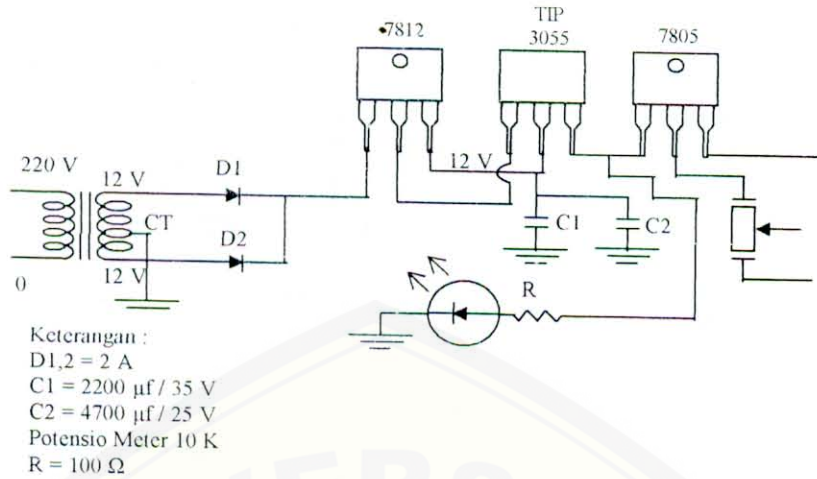 TIP
7812
3055
7805
220 V
12 V
D1
12 V
CT
C1
C2
D2
12 V
0
R
Keterangan :
D1,2 = 2 A
C1 = 2200 µf / 35 V
C2 = 4700 µf / 25 V
Potensio Meter 10 K
R = 100 Ω